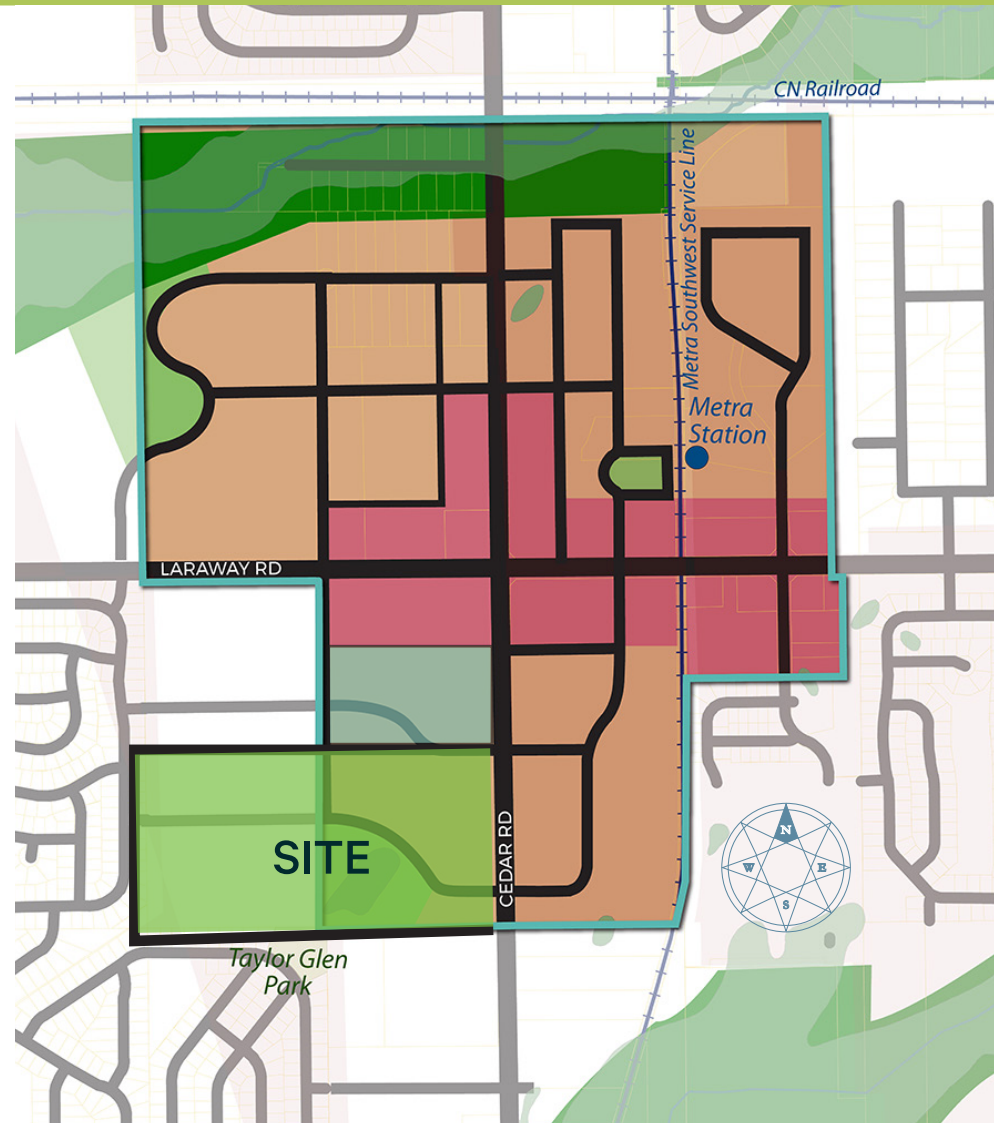 CN Railroad
Metra Southwest Service Line
Metra
Station
LARAWAY RD
CEDAR RD
SITE
N
W
E
S
Taylor Glen
Park